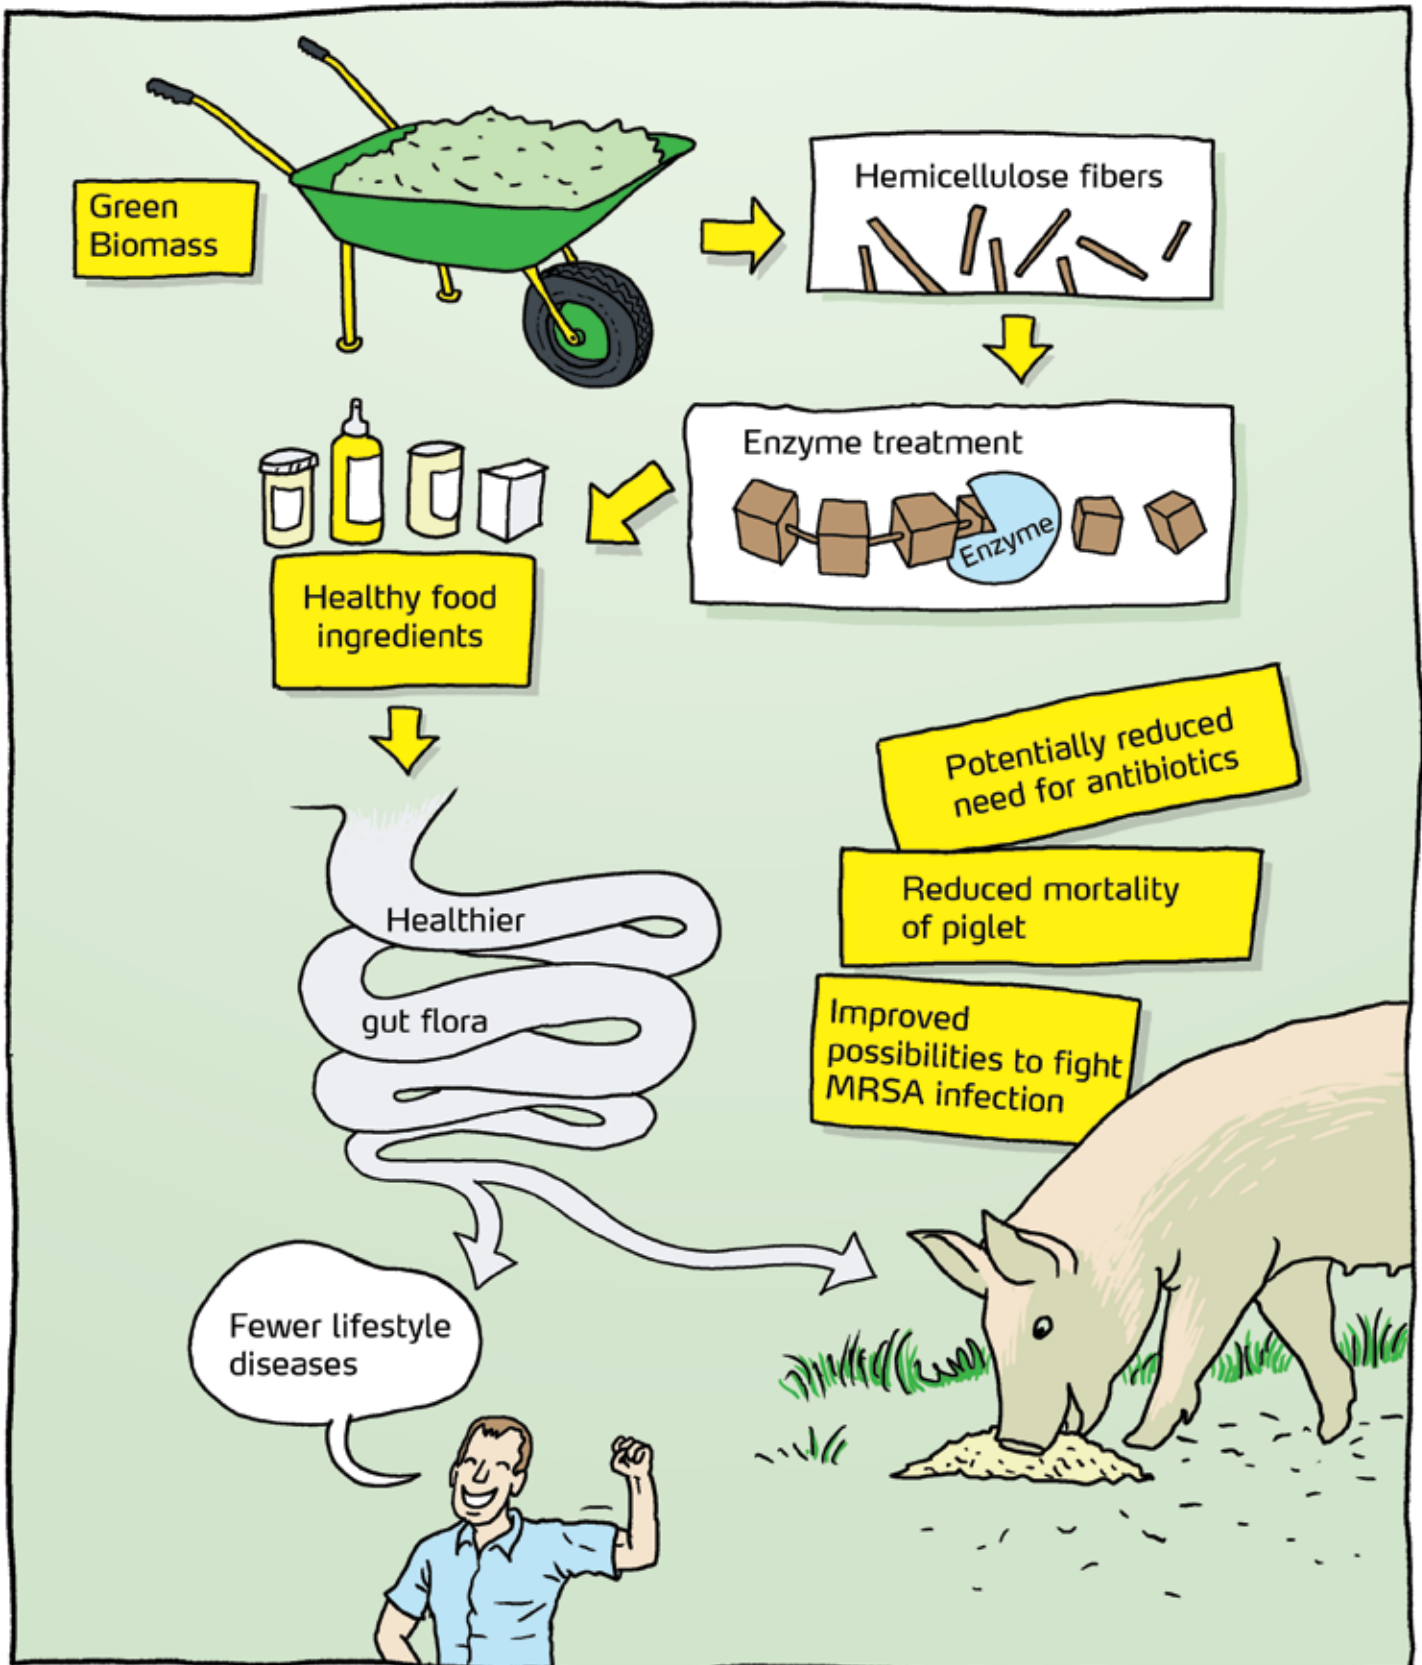 Green
Biomass
Hemicellulose fibers
Enzyme treatment
Enzyme
Healthy food
ingredients
Potentially reduced
need for antibiotics
Reduced mortality
of piglet
Improved
possibilities to fight
MRSA infection
Healthier
gut flora
Fewer lifestyle
diseases